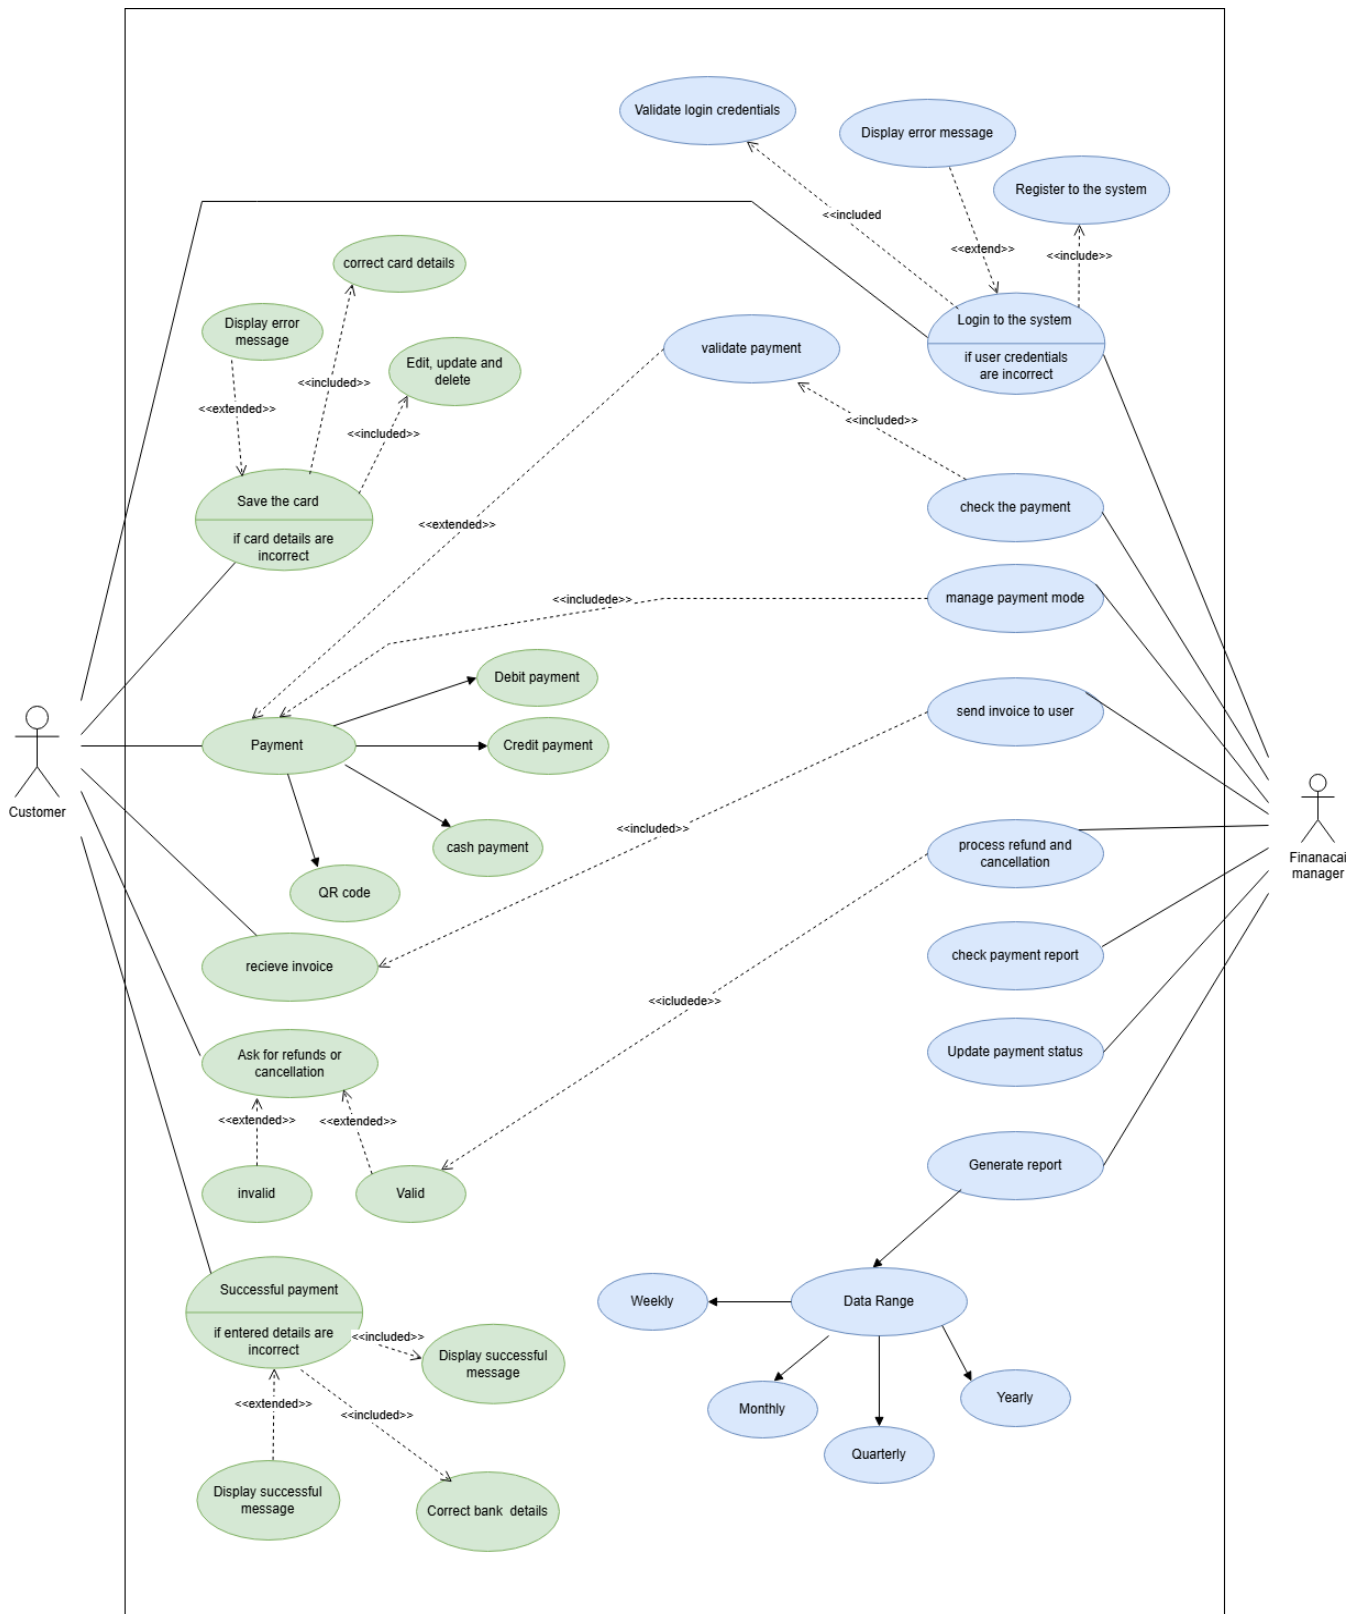 Validate login credentials
Display error message
Register to the system
<<included
<<extend>>
<<include>>
correct card details
Display error
message
Login to the system
if user credentials
are incorrect
validate payment
Edit, update and
delete
<<included>>
<<extended>>
<<included>>
<<included>>
Save the card
if card details are
incorrect
check the payment
<<extended>>
manage payment mode
<<includede>>
Debit payment
send invoice to user
Payment
Credit payment
Customer
<<included>>
cash payment
process refund and
cancellation
Finanacai
manager
QR code
recieve invoice
check payment report
<<icludede>>
Ask for refunds or
cancellation
Update payment status
<<extended>>
<<extended>>
invalid
Valid
Generate report
Successful payment
if entered details are
incorrect
<<included>>
Display successful
message
Weekly
Data Range
<<extended>>
<<included>>
Monthly
Yearly
Quarterly
Display successful
message
Correct bank  details